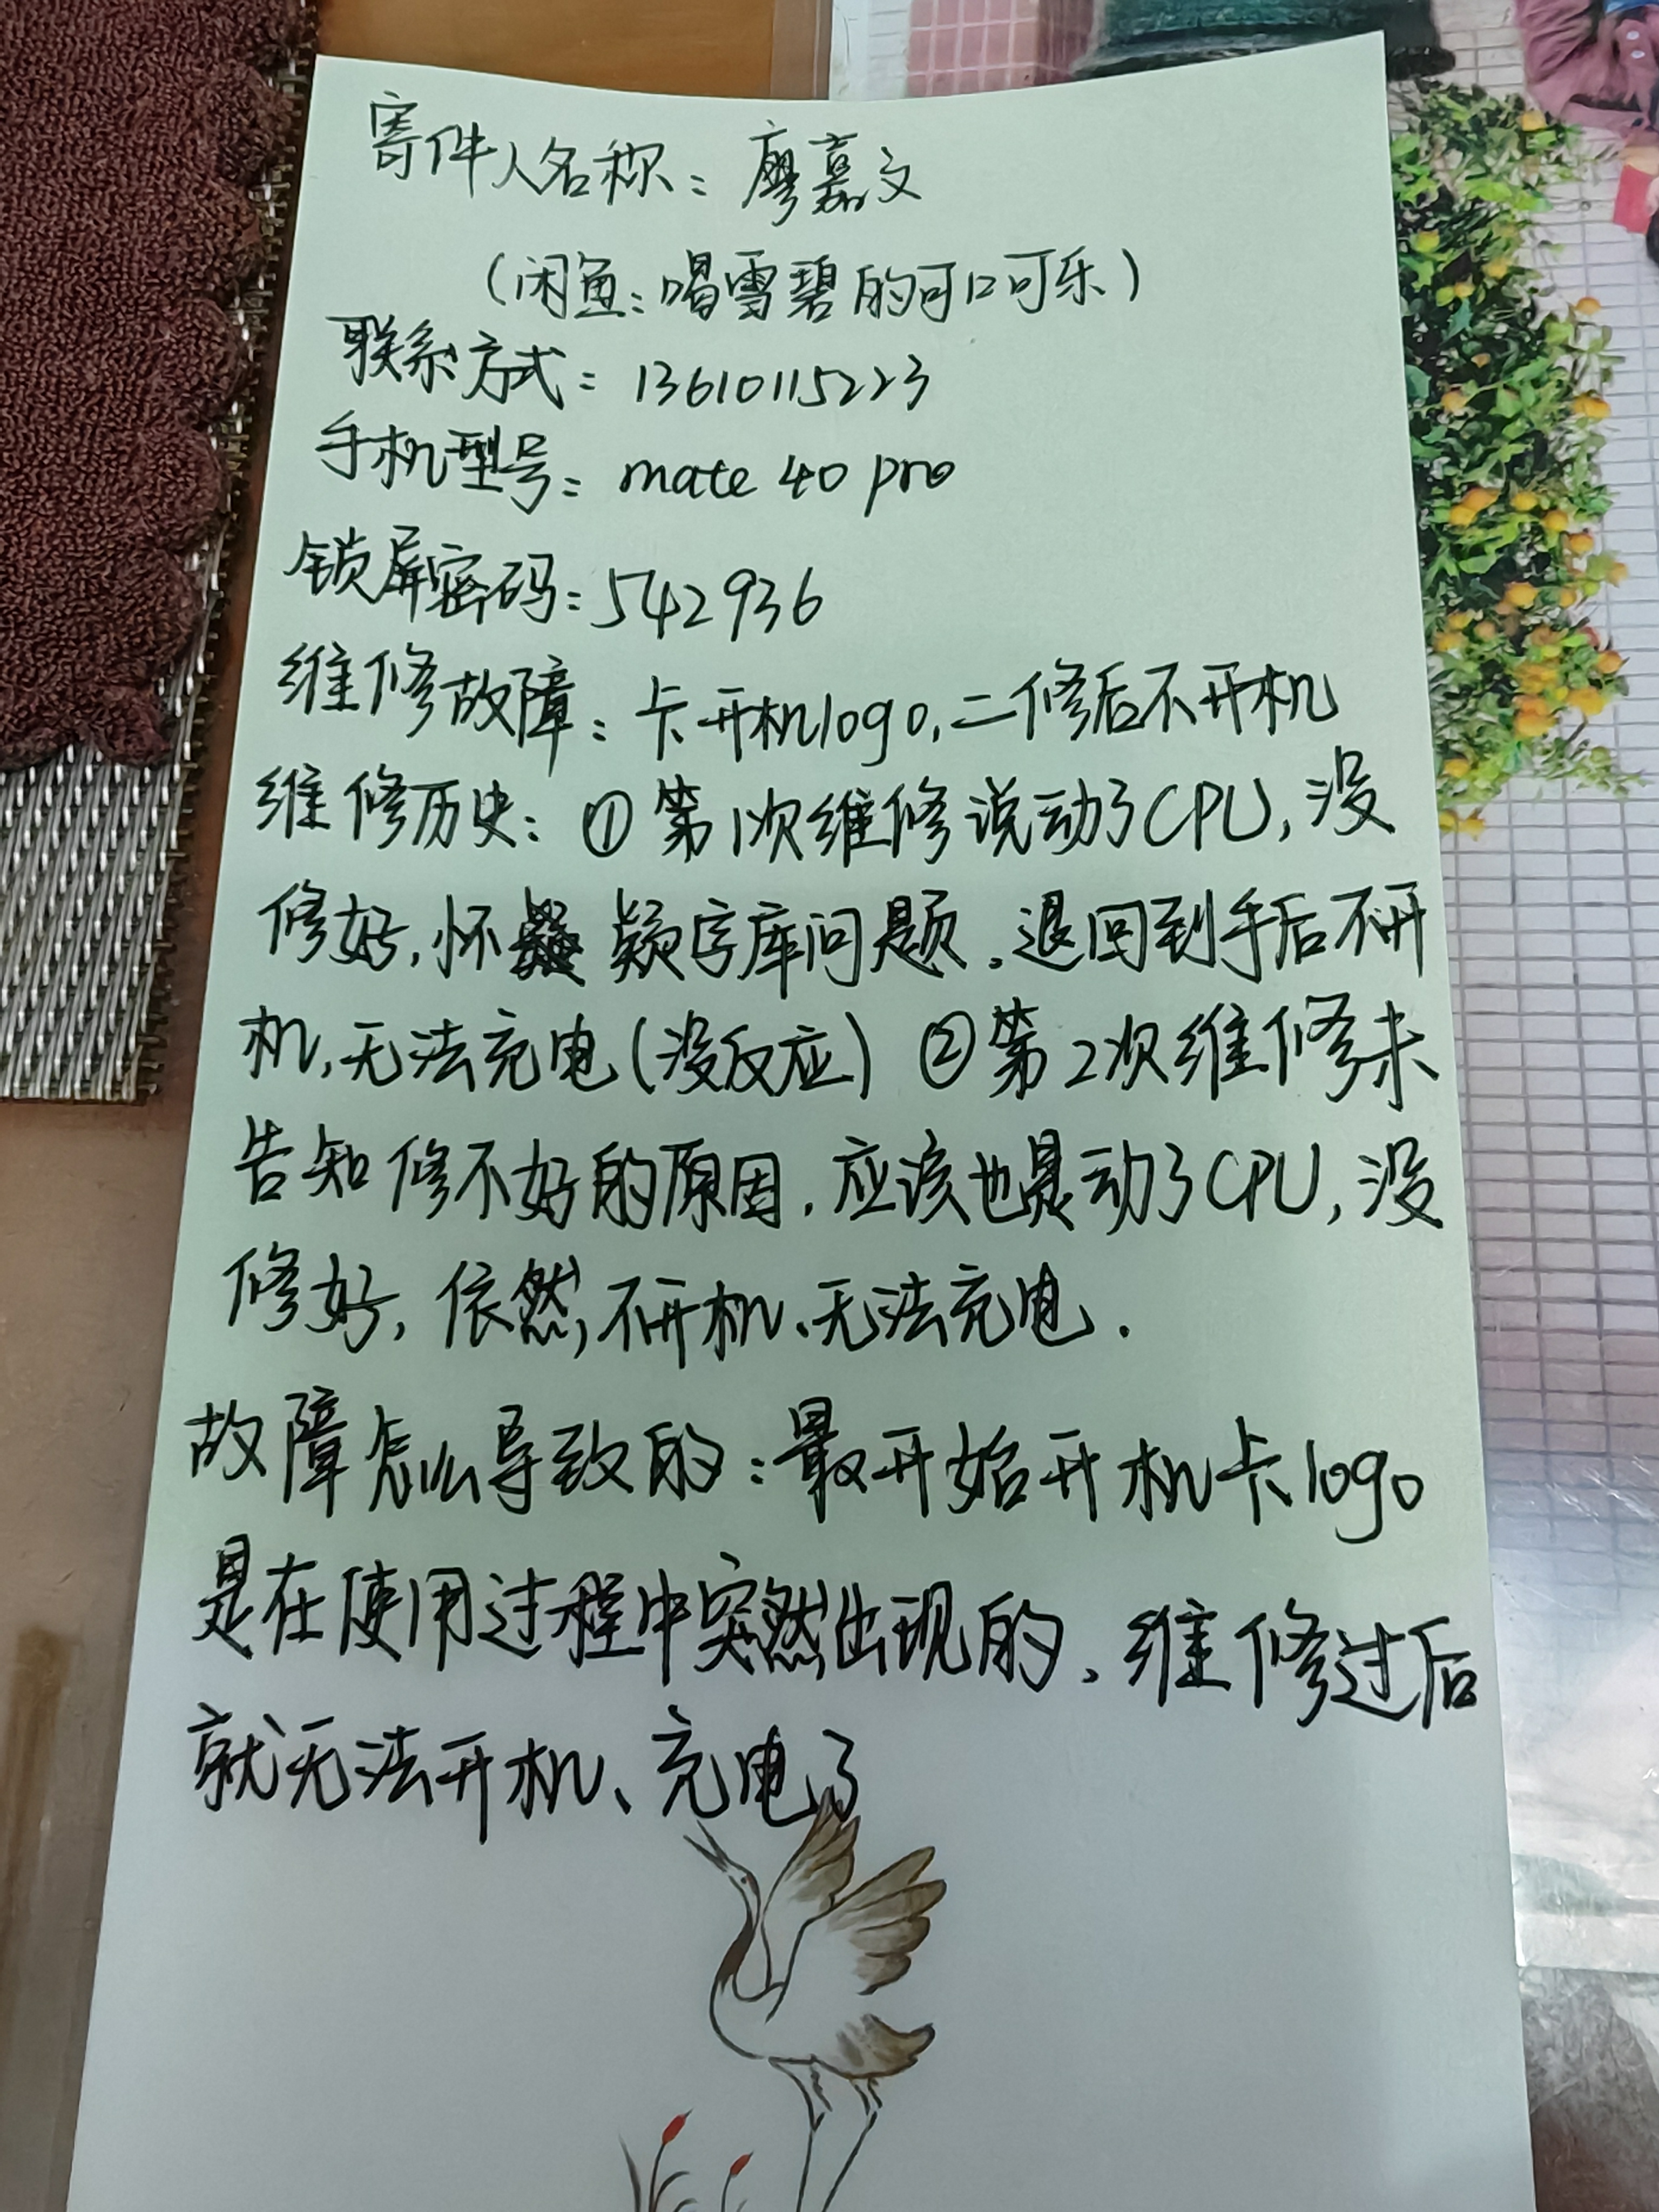 寄件人名称：廖嘉文
（闲鱼：喝雪碧的可口可乐）
联系方式：13610115223
手机型号：mate 40 pro
锁屏密码：542936
维修故障：卡开机logo，二修后不开机
维修历史：①第1次维修说动了CPU，没
修好，怀疑字库问题。退回到手后不开
机，无法充电（没反应）②第2次维修未
告知修不好的原因，应该也是动了CPU，没
修好，依然不开机、无法充电.
故障怎么导致的：最开始开机卡logo
是在使用过程中突然出现的、维修过后
就无法开机、充电了